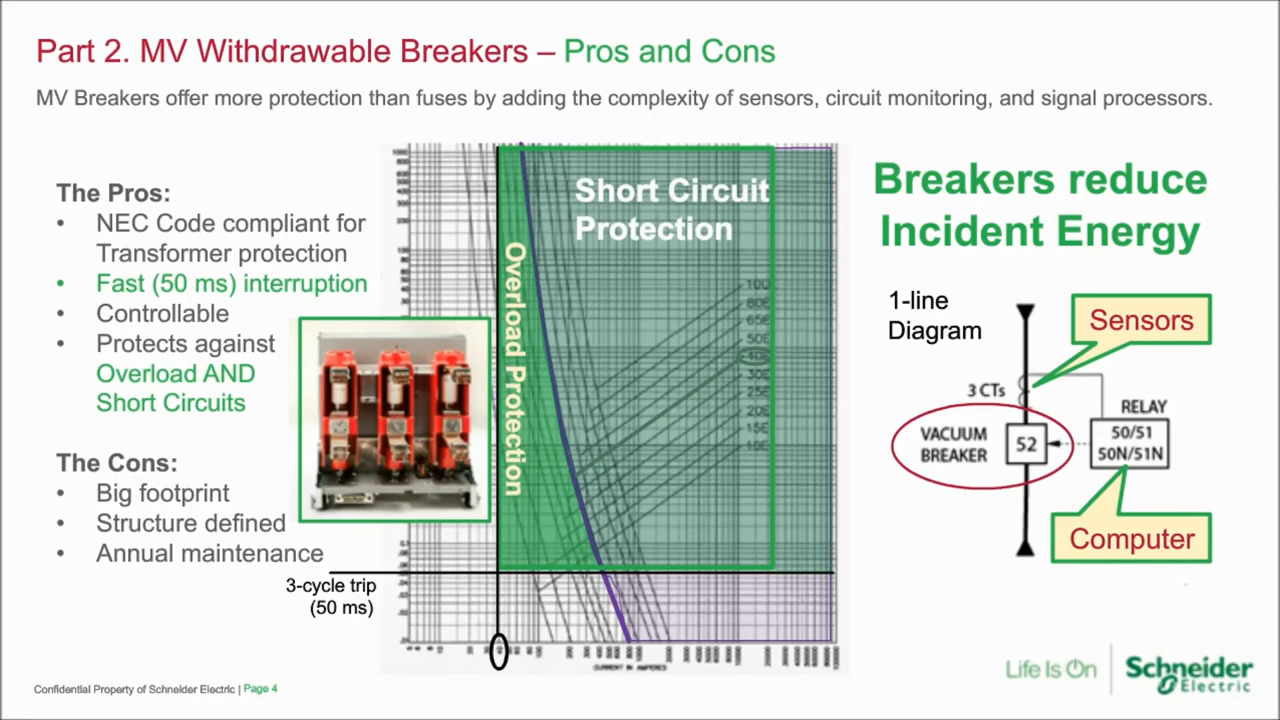 Part 2. MV Withdrawable Breakers – Pros and Cons
MV Breakers offer more protection than fuses by adding the complexity of sensors, circuit monitoring, and signal processors.
The Pros:
• NEC Code compliant for
Transformer protection
• Fast (50 ms) interruption
• Controllable
• Protects against
Overload AND
Short Circuits
The Cons:
• Big footprint
• Structure defined
• Annual maintenance
3-cycle trip
(50 ms)
Overload Protection
Short Circuit
Protection
100
80E
65E
50E
40E
30E
25E
20E
15E
10E
CURRENT IN AMPERES
Breakers reduce
Incident Energy
1-line
Diagram
Sensors
3 CTs
RELAY
50/51
50N/51N
VACUUM
BREAKER
52
Computer
Confidential Property of Schneider Electric | Page 4
Life Is On
Schneider
Electric